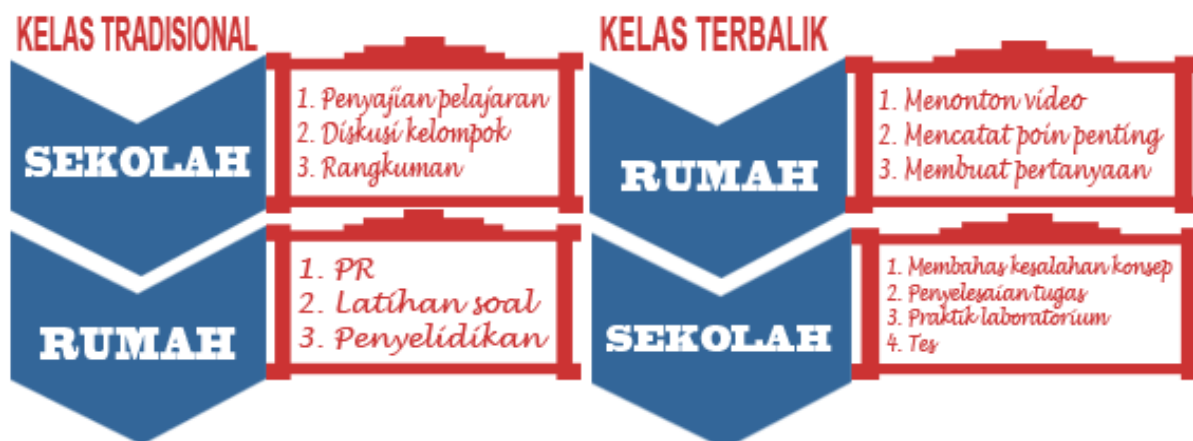 KELAS TRADISIONAL
SEKOLAH
1. Penyajian pelajaran
2. Diskusi kelompok
3. Rangkuman
RUMAH
1. PR
2. Latihan soal
3. Penyelidikan
KELAS TERBALIK
RUMAH
1. Menonton video
2. Mencatat poin penting
3. Membuat pertanyaan
SEKOLAH
1. Membahas kesalahan konsep
2. Penyelesaian tugas
3. Praktik laboratorium
4. Tes